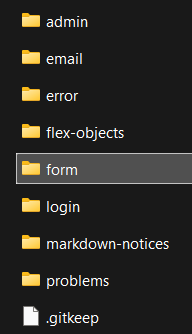 admin
email
error
flex-objects
form
login
markdown-notices
problems
.gitkeep